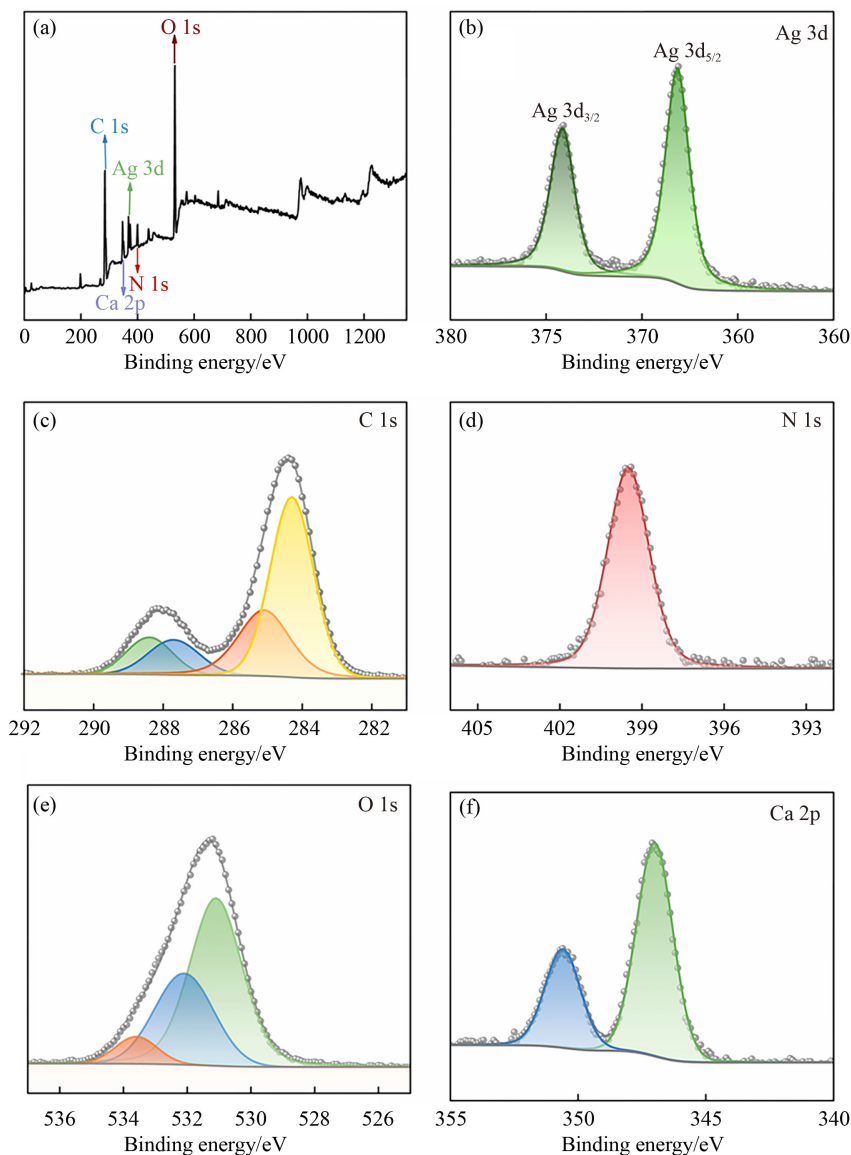 (a)
O 1s
C 1s
Ag 3d
N 1s
Ca 2p
0 200 400 600 800 1000 1200
Binding energy/eV
(b)
Ag 3d
Ag 3d5/2
Ag 3d3/2
380 375 370 360 360
Binding energy/eV
(c)
C 1s
292 290 288 286 284 282
Binding energy/eV
(d)
N 1s
405 402 399 396 393
Binding energy/eV
(e)
O 1s
536 534 532 530 528 526
Binding energy/eV
(f)
Ca 2p
355 350 345 340
Binding energy/eV